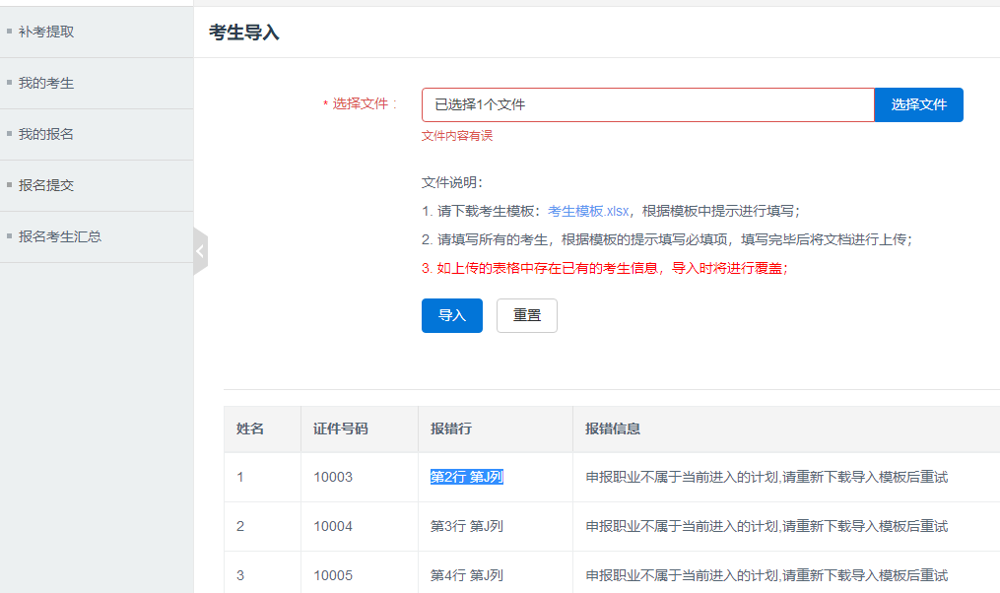 补考提取
我的考生
我的报名
报名提交
报名考生汇总
考生导入
* 选择文件 :
已选择1个文件
选择文件
文件内容有误
文件说明：
1. 请下载考生模板：考生模板.xlsx，根据模板中提示进行填写；
2. 请填写所有的考生，根据模板的提示填写必填项，填写完毕后将文档进行上传；
3. 如上传的表格中存在已有的考生信息，导入时将进行覆盖；
导入 重置
姓名 证件号码 报错行 报错信息
1 10003 第2行 第J列 申报职业不属于当前进入的计划,请重新下载导入模板后重试
2 10004 第3行 第J列 申报职业不属于当前进入的计划,请重新下载导入模板后重试
3 10005 第4行 第J列 申报职业不属于当前进入的计划,请重新下载导入模板后重试